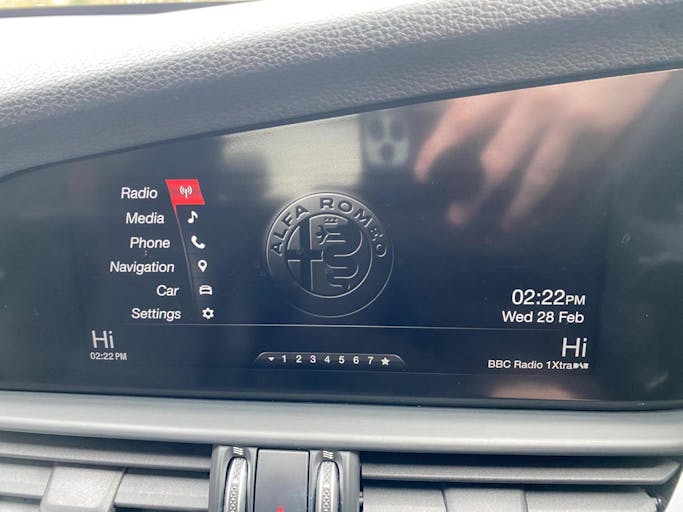 Radio
Media
Phone
Navigation
Car
Settings
ALFA ROMEO
02:22PM
Wed 28 Feb
Hi
02:22 PM
1 2 3 4 5 6 7
Hi
BBC Radio 1Xtra DAB